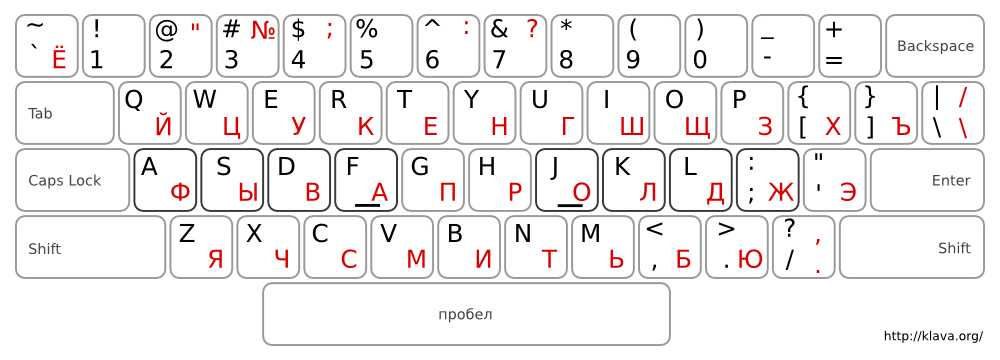 ~ ` Ё ! 1 @ " 2 # № 3 $ ; 4 % 5 ^ : 6 & ? 7 * 8 ( 9 ) 0 _ - + = Backspace
Tab Q Й W Ц E У R К T Е Y Н U Г I Ш O Щ P З { [ Х } ] Ъ | / \ \
Caps Lock A Ф S Ы D В F А G П H Р J О K Л L Д : ; Ж " ' Э Enter
Shift Z Я X Ч C С V М B И N Т M Ь < , Б > . Ю ? , / . Shift
пробел
http://klava.org/